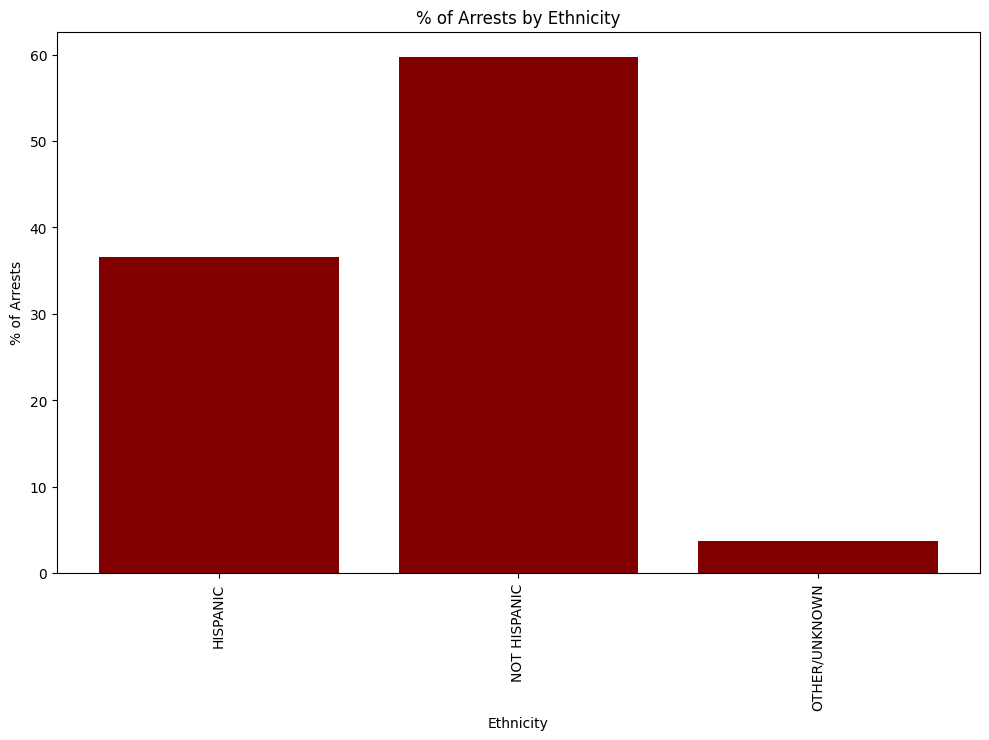 % of Arrests by Ethnicity
% of Arrests
60
50
40
30
20
10
0
HISPANIC
NOT HISPANIC
OTHER/UNKNOWN
Ethnicity